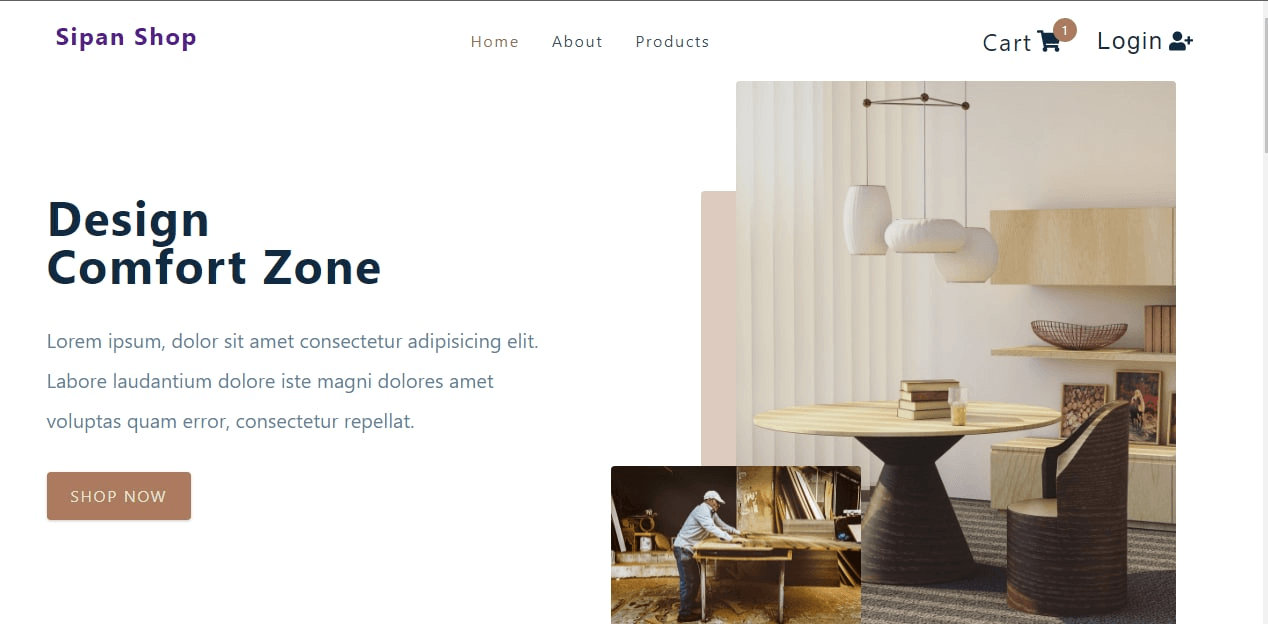 Sipan Shop
Home About Products
Cart 1 Login
Design
Comfort Zone
Lorem ipsum, dolor sit amet consectetur adipisicing elit.
Labore laudantium dolore iste magni dolores amet
voluptas quam error, consectetur repellat.
SHOP NOW